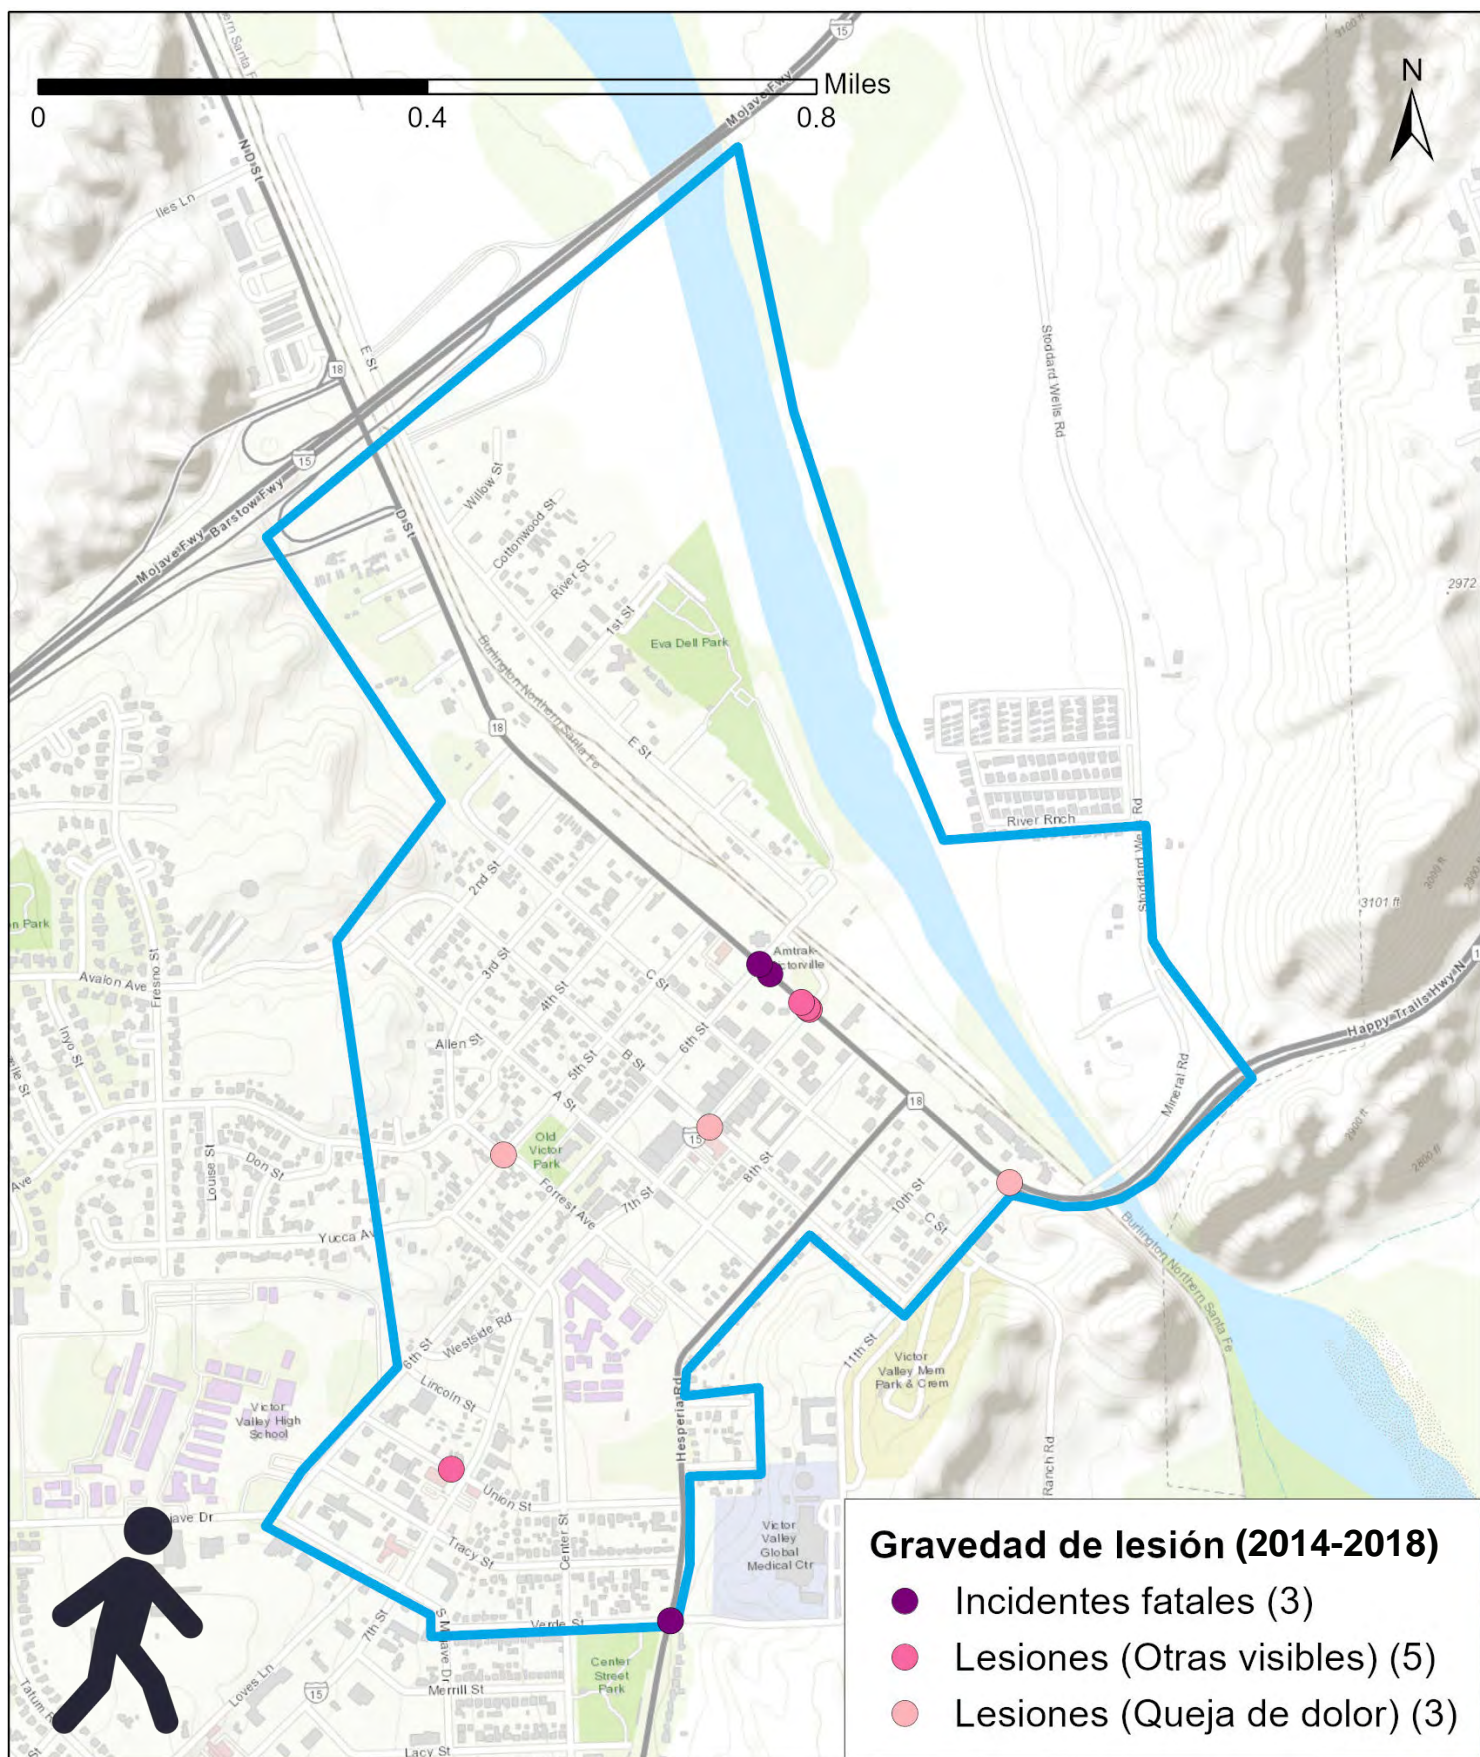 Miles
0
0.4
0.8
N
15
Mojave Fwy
N D St
Iles Ln
18
E St
15
Mojave Fwy
Barstow Fwy
D St
Willow St
Cottonwood St
River St
1st St
Eva Dell Park
Stoddard Wells Rd
2972
Burlington Northern Santa Fe
18
E St
River Rnch
3000 ft
3101 ft
2nd St
3rd St
4th St
C St
Amtrak-
Avalon Ave
Fresno St
Inyo St
Allen St
5th St
B St
6th St
A St
Old
Victor
Park
15
18
Happy Trails Hwy N
Mineral Rd
2900 ft
2800 ft
Louise St
Don St
Ave
Forrest Ave
7th St
8th St
10th St
C St
Burlington Northern Santa Fe
Yucca Av
6th St
Westside Rd
Lincoln St
11th St
Victor
Valley Mem
Park & Crem
Hesperia Rd
Victor
Valley High
School
Union St
Ranch Rd
Tracy St
Center St
Victor
Valley
Global
Medical Ctr
Verde St
7th St
Loves Ln
15
Merrill St
Center
Street
Park
Lacy St
Gravedad de lesión (2014-2018)
Incidentes fatales (3)
Lesiones (Otras visibles) (5)
Lesiones (Queja de dolor) (3)